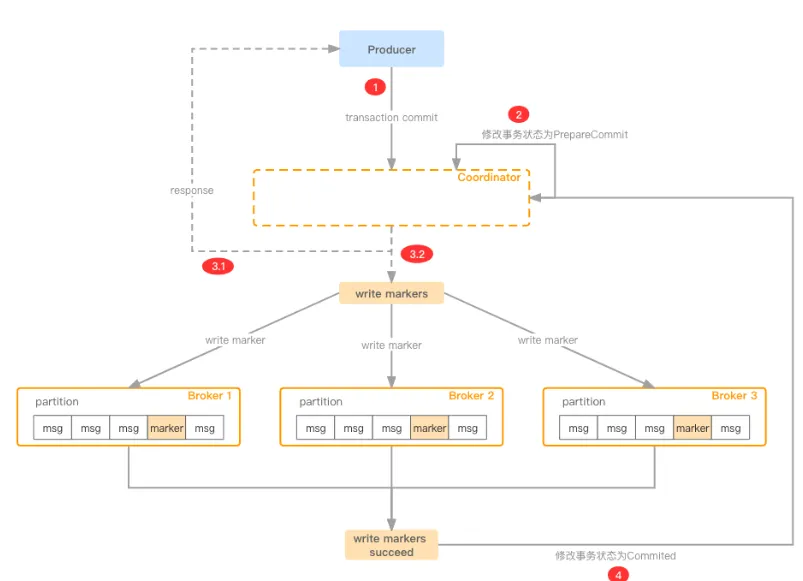 Producer
1
transaction commit
2
修改事务状态为PrepareCommit
Coordinator
response
3.1
3.2
write markers
write marker
write marker
write marker
Broker 1
partition
msg msg msg marker msg
Broker 2
partition
msg msg msg marker msg
Broker 3
partition
msg msg msg marker msg
write markers
succeed
修改事务状态为Commited
4